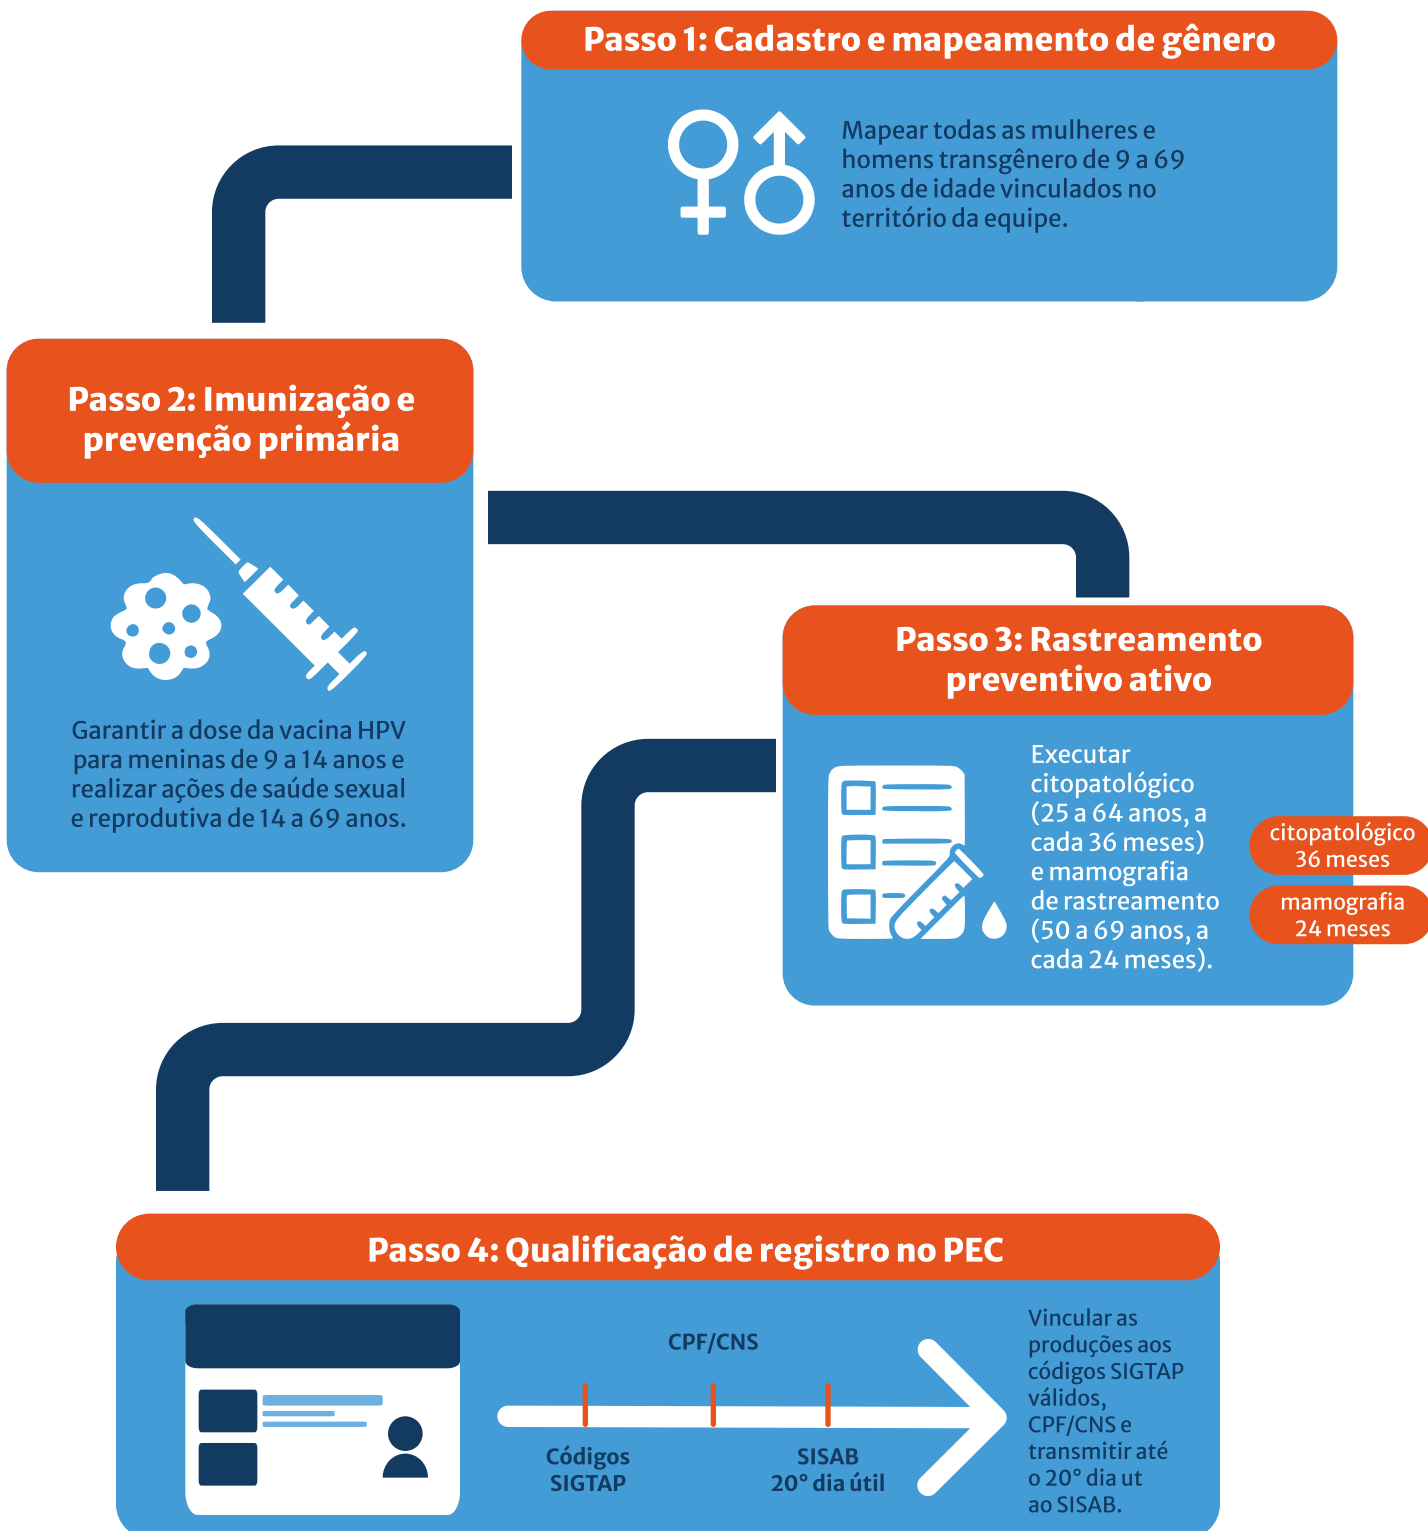 Passo 1: Cadastro e mapeamento de gênero
Mapear todas as mulheres e
homens transgênero de 9 a 69
anos de idade vinculados no
território da equipe.
Passo 2: Imunização e
prevenção primária
Garantir a dose da vacina HPV
para meninas de 9 a 14 anos e
realizar ações de saúde sexual
e reprodutiva de 14 a 69 anos.
Passo 3: Rastreamento
preventivo ativo
Executar
citopatológico
(25 a 64 anos, a
cada 36 meses)
e mamografia
de rastreamento
(50 a 69 anos, a
cada 24 meses).
citopatológico
36 meses
mamografia
24 meses
Passo 4: Qualificação de registro no PEC
CPF/CNS
Códigos
SIGTAP
SISAB
20° dia útil
Vincular as
produções aos
códigos SIGTAP
válidos,
CPF/CNS e
transmitir até
o 20° dia ut
ao SISAB.